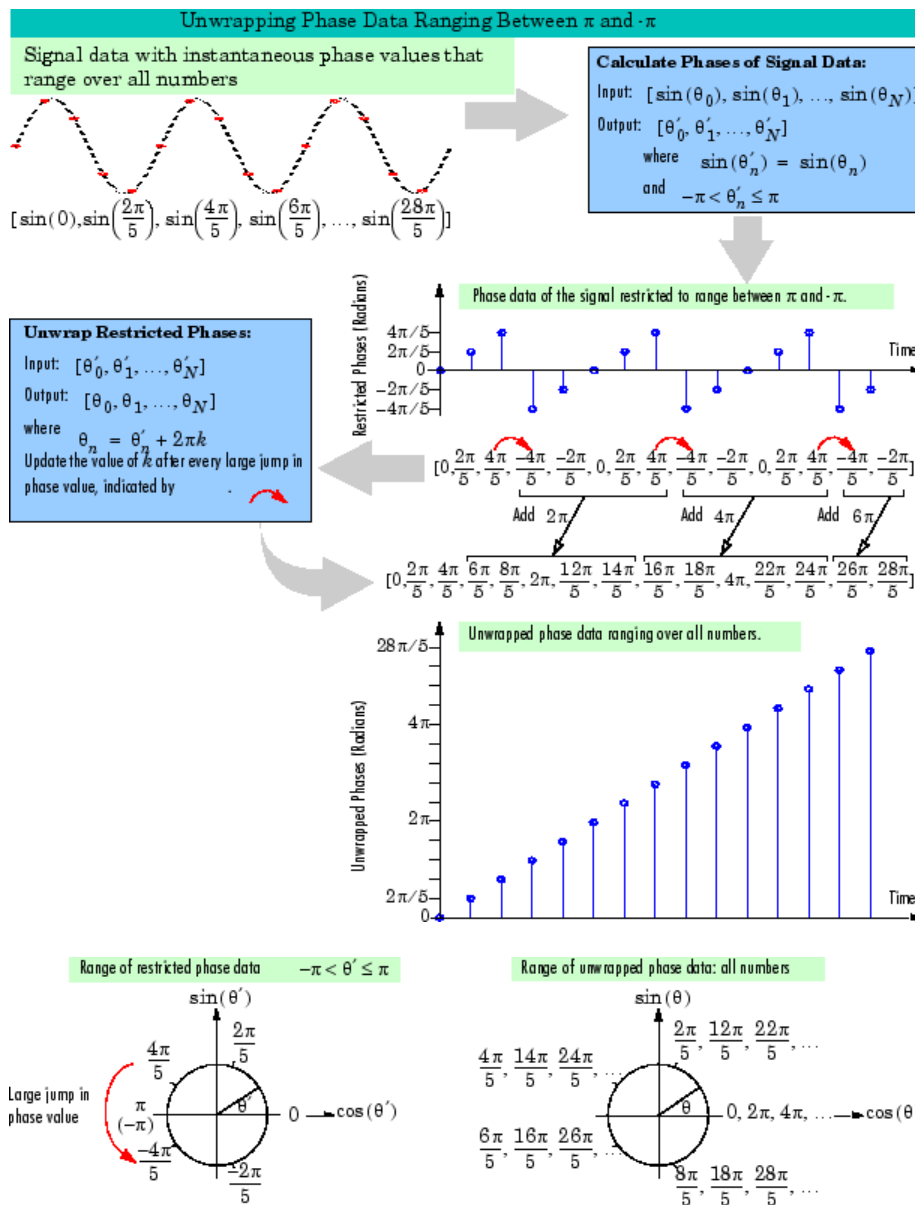 Unwrapping Phase Data Ranging Between π and -π
Signal data with instantaneous phase values that
range over all numbers
[sin(0), sin(2π/5), sin(4π/5), sin(6π/5), ..., sin(28π/5)]
Calculate Phases of Signal Data:
Input: [sin(θ₀), sin(θ₁), ..., sin(θ_N)]
Output: [θ′₀, θ′₁, ..., θ′_N]
where sin(θ′ₙ) = sin(θₙ)
and -π < θ′ₙ ≤ π
Phase data of the signal restricted to range between π and -π.
Restricted Phases (Radians)
4π/5
2π/5
0
-2π/5
-4π/5
Time
Unwrap Restricted Phases:
Input: [θ′₀, θ′₁, ..., θ′_N]
Output:
[θ₀, θ₁, ..., θ_N]
where
θₙ = θ′ₙ + 2πk
Update the value of k after every large jump in
phase value, indicated by .
[0, 2π/5, 4π/5, -4π/5, -2π/5, 0, 2π/5, 4π/5, -4π/5, -2π/5, 0, 2π/5, 4π/5, -4π/5, -2π/5]
Add 2π
Add 4π
Add 6π
[0, 2π/5, 4π/5, 6π/5, 8π/5, 2π, 12π/5, 14π/5, 16π/5, 18π/5, 4π, 22π/5, 24π/5, 26π/5, 28π/5]
Unwrapped phase data ranging over all numbers.
Unwrapped Phases (Radians)
28π/5
4π
2π
2π/5
0
Time
Range of restricted phase data -π < θ′ ≤ π
sin(θ′)
2π/5
4π/5
Large jump in
phase value
π
(-π)
θ′
0
cos(θ′)
-4π/5
-2π/5
Range of unwrapped phase data: all numbers
sin(θ)
2π/5, 12π/5, 22π/5, ...
4π/5, 14π/5, 24π/5, ...
θ
0, 2π, 4π, ...
cos(θ
6π/5, 16π/5, 26π/5, ...
8π/5, 18π/5, 28π/5, ...